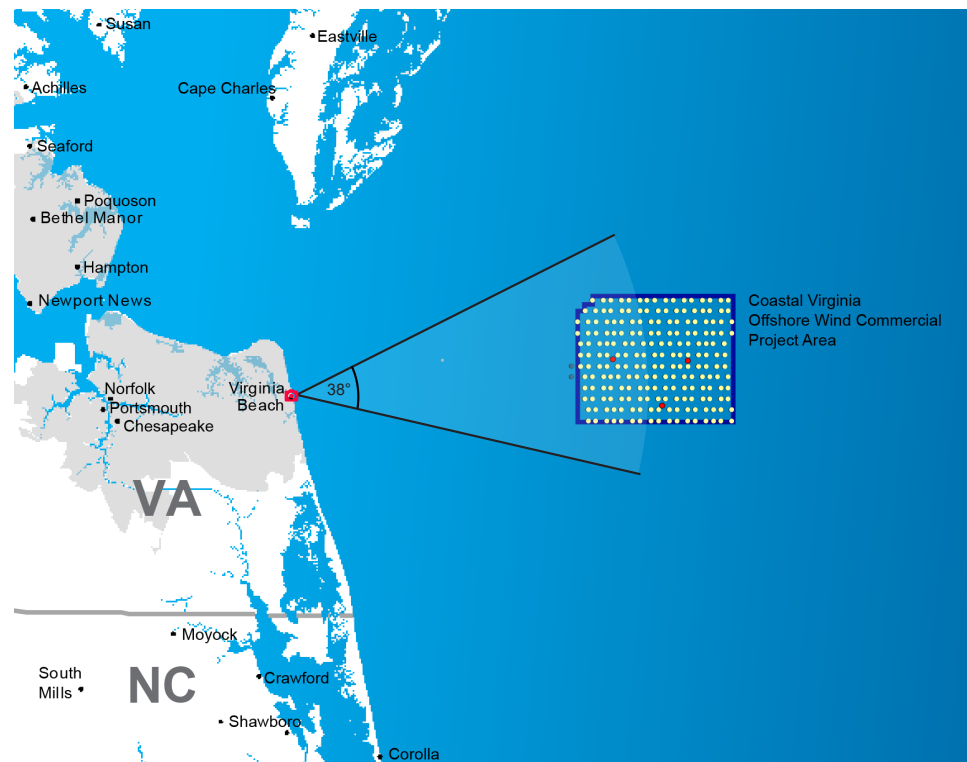 Susan
Eastville
Achilles
Cape Charles
Seaford
Poquoson
Bethel Manor
Hampton
Newport News
Coastal Virginia
Offshore Wind Commercial
Project Area
Virginia
Beach
38°
Norfolk
Portsmouth
Chesapeake
VA
Moyock
South
Mills
NC
Crawford
Shawboro
Corolla